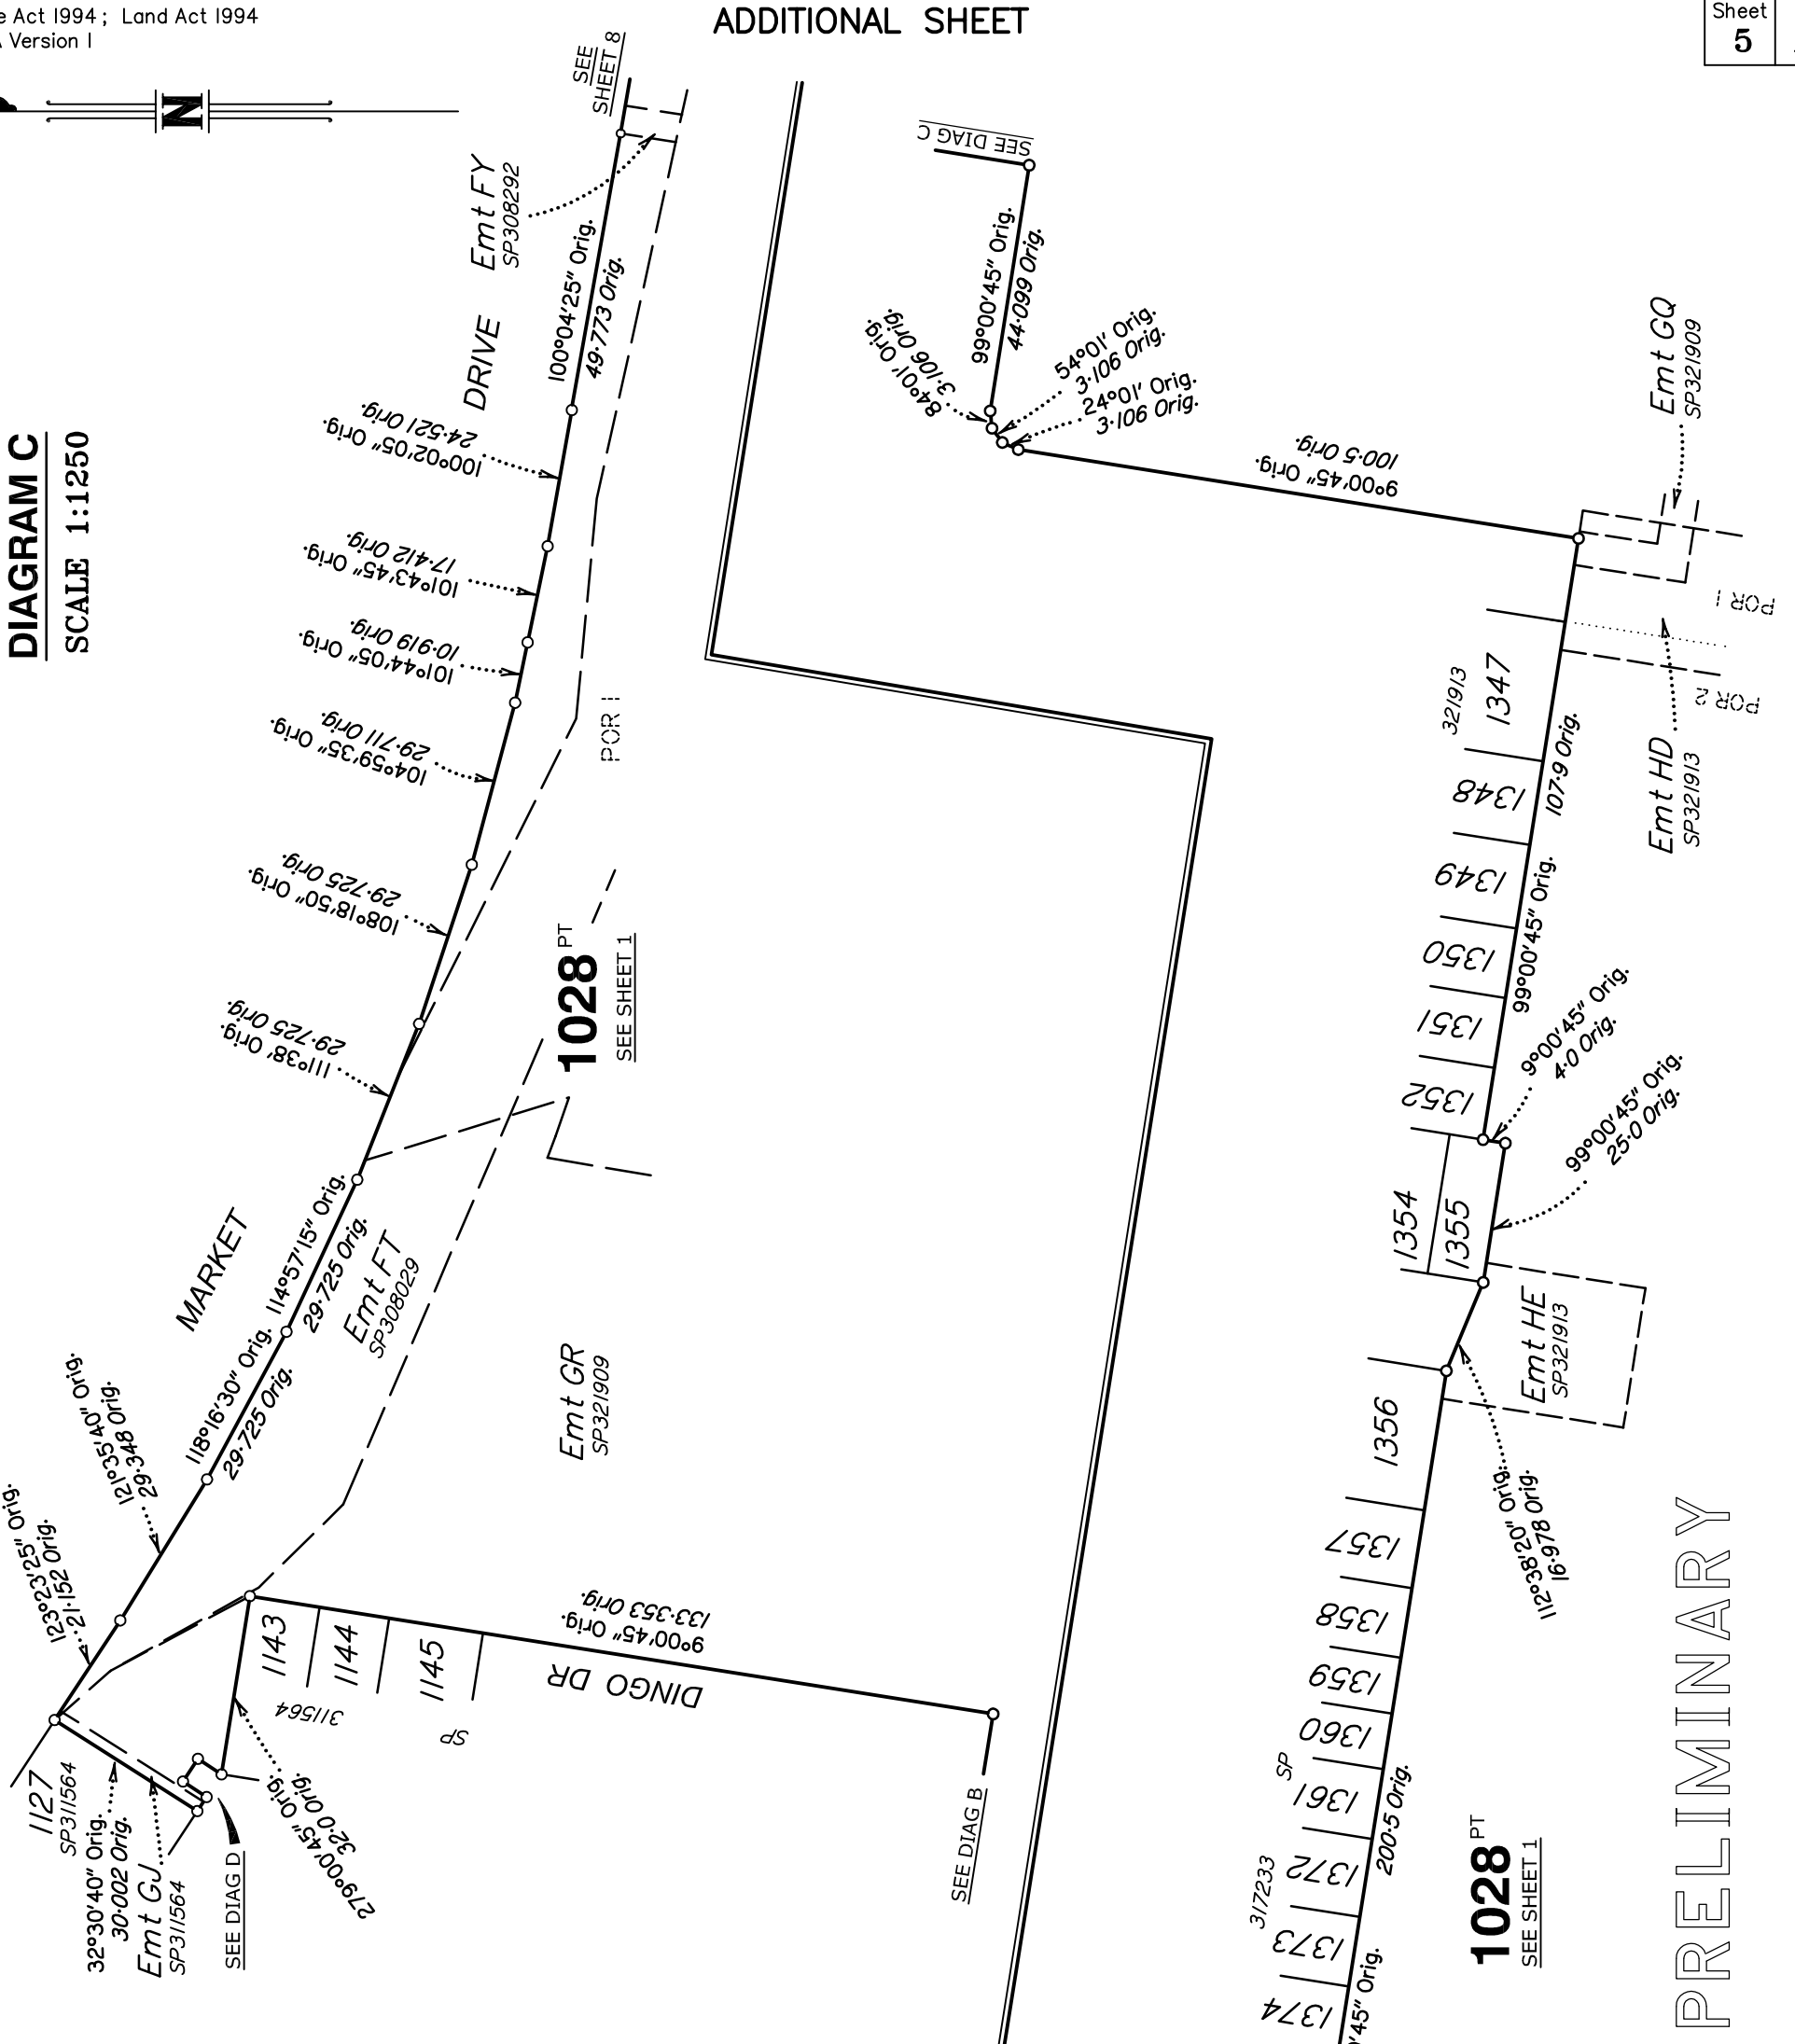 e Act 1994 ; Land Act 1994
Version 1
ADDITIONAL SHEET
Sheet
5
N
DIAGRAM C
SCALE 1:1250
SEE
SHEET 8
Emt FY
SP308292
DRIVE
100°04'25" Orig.
49·773 Orig.
24·521 Orig.
100°02'05" Orig.
17·412 Orig.
101°43'45" Orig.
10·919 Orig.
101°44'05" Orig.
29·711 Orig.
104°59'35" Orig.
29·725 Orig.
108°18'50" Orig.
29·725 Orig.
111°38' Orig.
POR 1
1028 PT
SEE SHEET 1
MARKET
114°57'15" Orig.
29·725 Orig.
118°16'30" Orig.
29·725 Orig.
121°35'40" Orig.
29·348 Orig.
123°23'25" Orig.
21·152 Orig.
Emt FT
SP308029
Emt GR
SP321909
1127
SP311564
32°30'40" Orig.
30·002 Orig.
Emt GJ
SP311564
SEE DIAG D
279°00'45" Orig.
32·0 Orig.
1143
1144
1145
311564
SP
133·353 Orig.
9°00'45" Orig.
DINGO DR
SEE DIAG B
SEE DIAG C
99°00'45" Orig.
44·099 Orig.
84°01' Orig.
3·106 Orig.
54°01' Orig.
3·106 Orig.
24°01' Orig.
3·106 Orig.
100·5 Orig.
9°00'45" Orig.
Emt GQ
SP321909
POR 1
POR 2
Emt HD
SP321913
321913
1347
107·9 Orig.
1348
1349
99°00'45" Orig.
1350
1351
1352
9°00'45" Orig.
4·0 Orig.
99°00'45" Orig.
25·0 Orig.
1354
1355
Emt HE
SP321913
112°38'20" Orig.
16·978 Orig.
1356
1357
1358
1359
1360
SP
1361
200·5 Orig.
1372
317233
1373
1374
'45" Orig.
1028 PT
SEE SHEET 1
PRELIMINARY